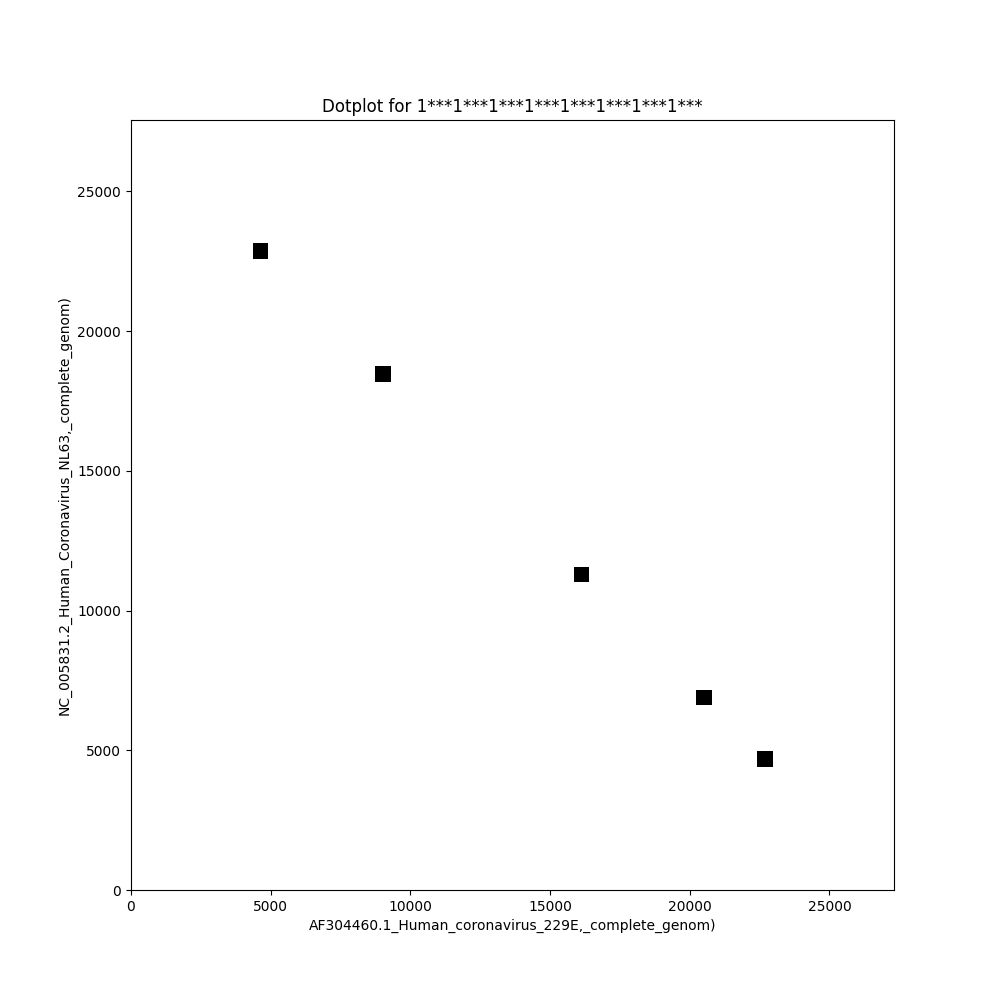 Dotplot for 1***1***1***1***1***1***1***1***
25000
20000
15000
10000
5000
0
NC_005831.2_Human_Coronavirus_NL63,_complete_genom)
0 5000 10000 15000 20000 25000
AF304460.1_Human_coronavirus_229E,_complete_genom)